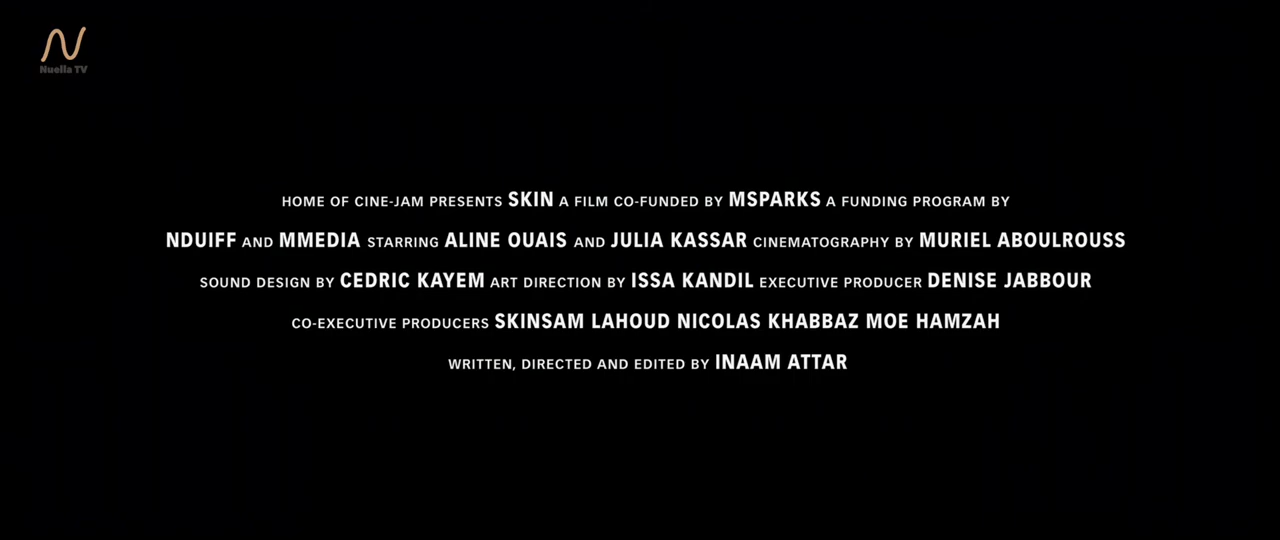 Nuella TV
HOME OF CINE-JAM PRESENTS SKIN A FILM CO-FUNDED BY MSPARKS A FUNDING PROGRAM BY
NDUIFF AND MMEDIA STARRING ALINE OUAIS AND JULIA KASSAR CINEMATOGRAPHY BY MURIEL ABOULROUSS
SOUND DESIGN BY CEDRIC KAYEM ART DIRECTION BY ISSA KANDIL EXECUTIVE PRODUCER DENISE JABBOUR
CO-EXECUTIVE PRODUCERS SKINSAM LAHOUD NICOLAS KHABBAZ MOE HAMZAH
WRITTEN, DIRECTED AND EDITED BY INAAM ATTAR